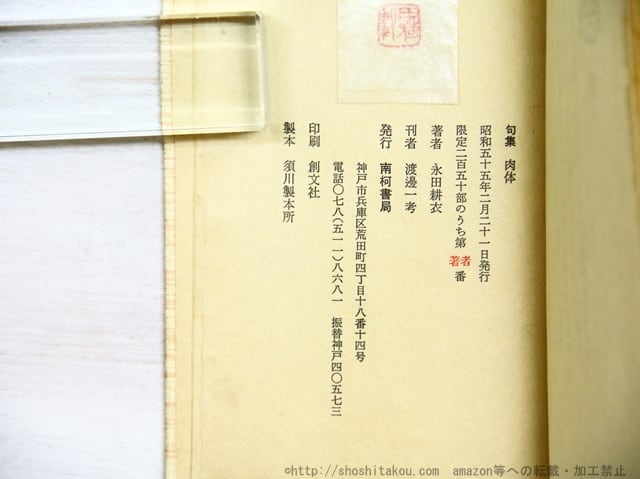 句集 肉体
昭和五十五年二月二十一日発行
限定二百五十部のうち第 著者 番
著者 永田耕衣
刊者 渡邊一考
発行 南柯書局
神戸市兵庫区荒田町四丁目十八番十四号
電話〇七八(五一一)八六八一 振替神戸四〇五七三
印刷 創文社
製本 須川製本所
©http://shoshitakou.com amazon等への転載・加工禁止